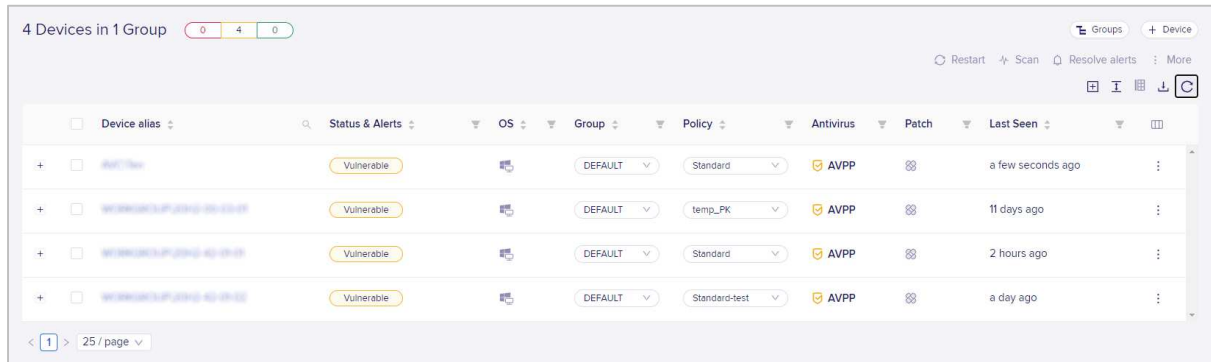 4 Devices in 1 Group 0 4 0 Groups + Device
Restart Scan Resolve alerts More
Device alias Status & Alerts OS Group Policy Antivirus Patch Last Seen
+ Vulnerable DEFAULT Standard AVPP a few seconds ago
+ Vulnerable DEFAULT temp_PK AVPP 11 days ago
+ Vulnerable DEFAULT Standard AVPP 2 hours ago
+ Vulnerable DEFAULT Standard-test AVPP a day ago
< 1 > 25 / page